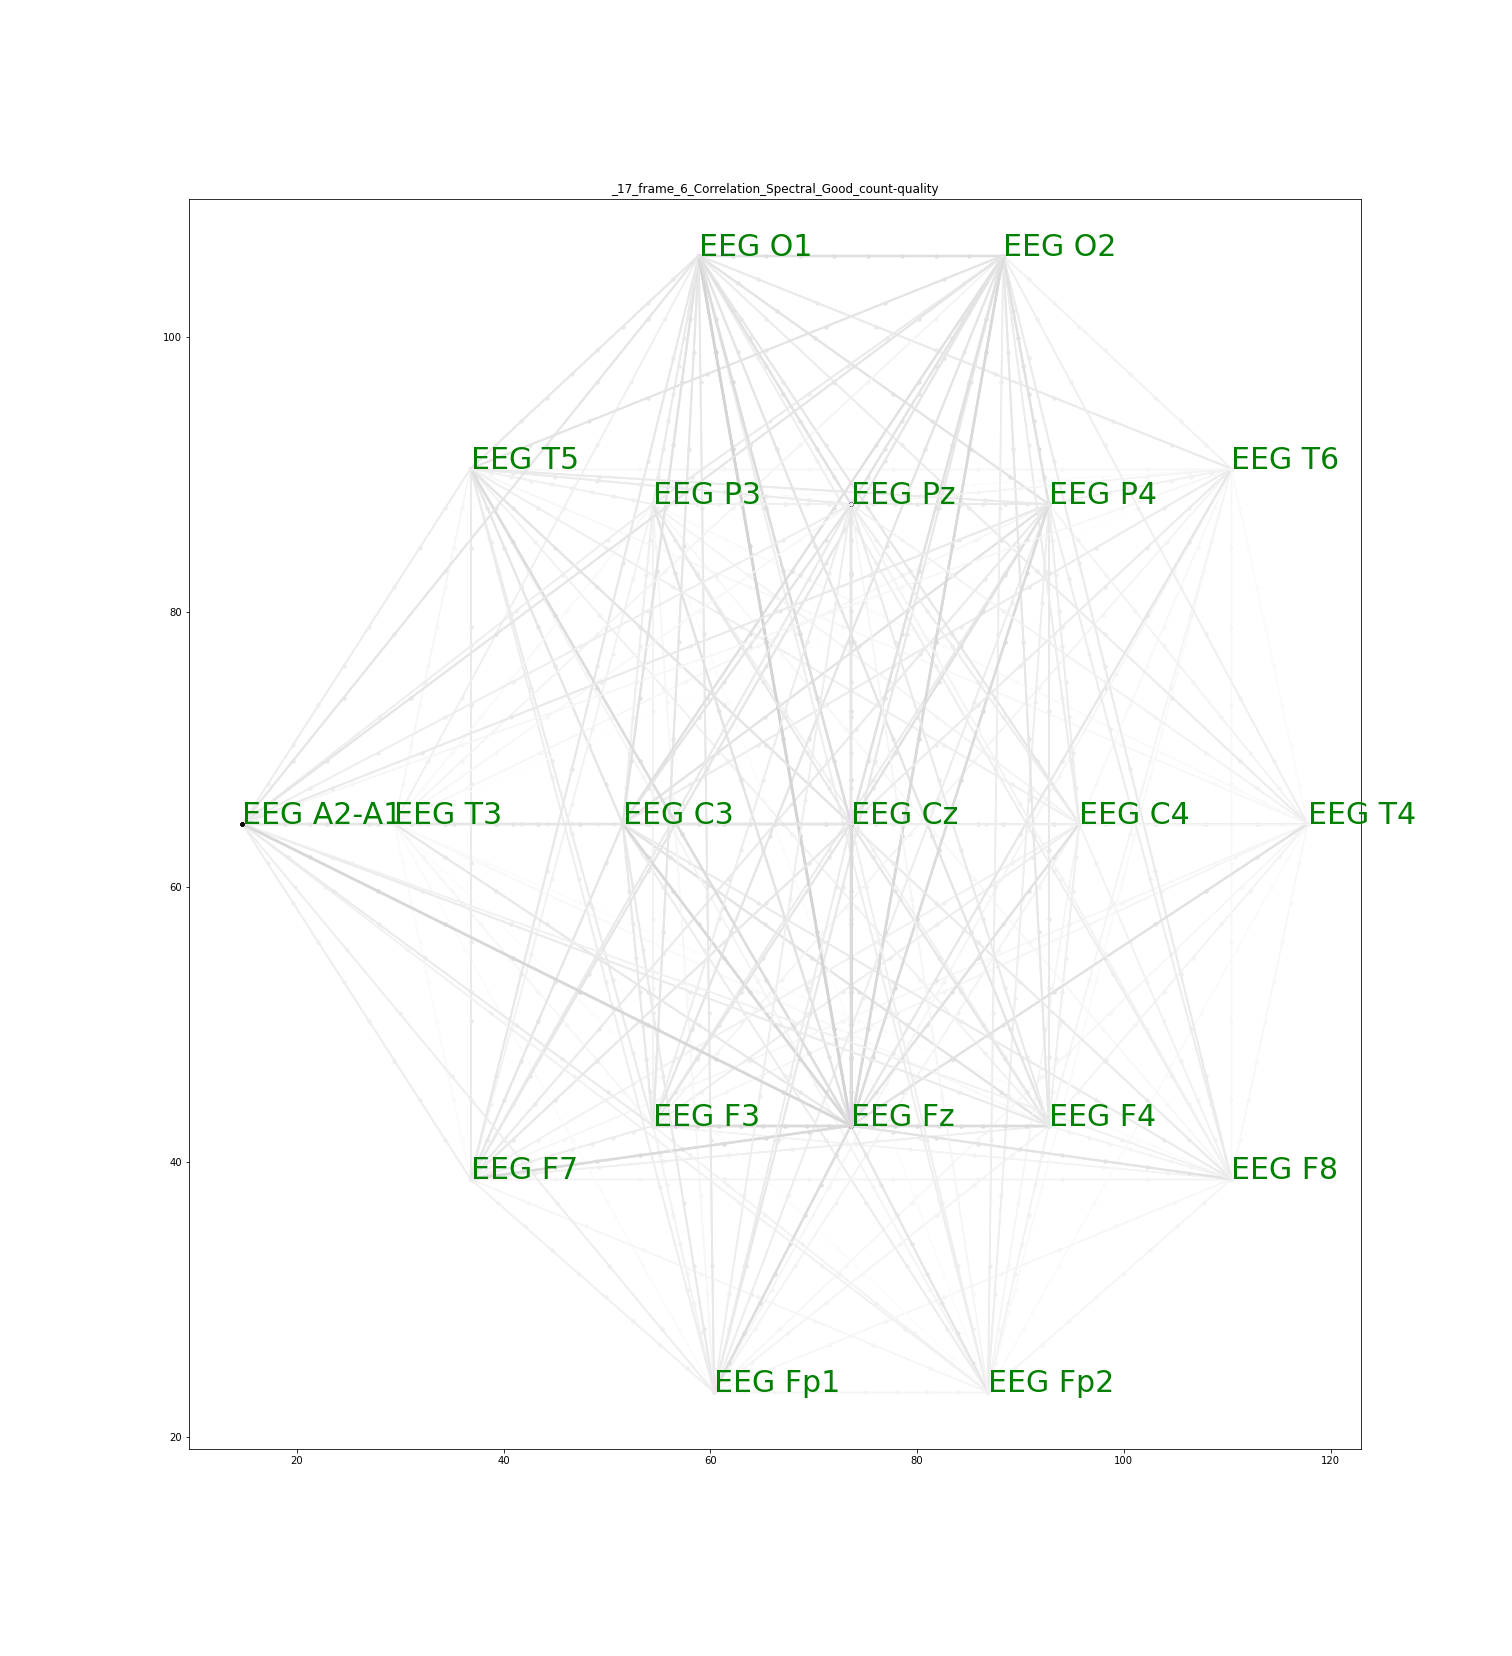 _17_frame_6_Correlation_Spectral_Good_count-quality
EEG O1 EEG O2
100
EEG T5 EEG T6
EEG P3 EEG Pz EEG P4
80
EEG A2-A1 EEG T3 EEG C3 EEG Cz EEG C4 EEG T4
60
EEG F3 EEG Fz EEG F4
40
EEG F7 EEG F8
EEG Fp1 EEG Fp2
20
20 40 60 80 100 120